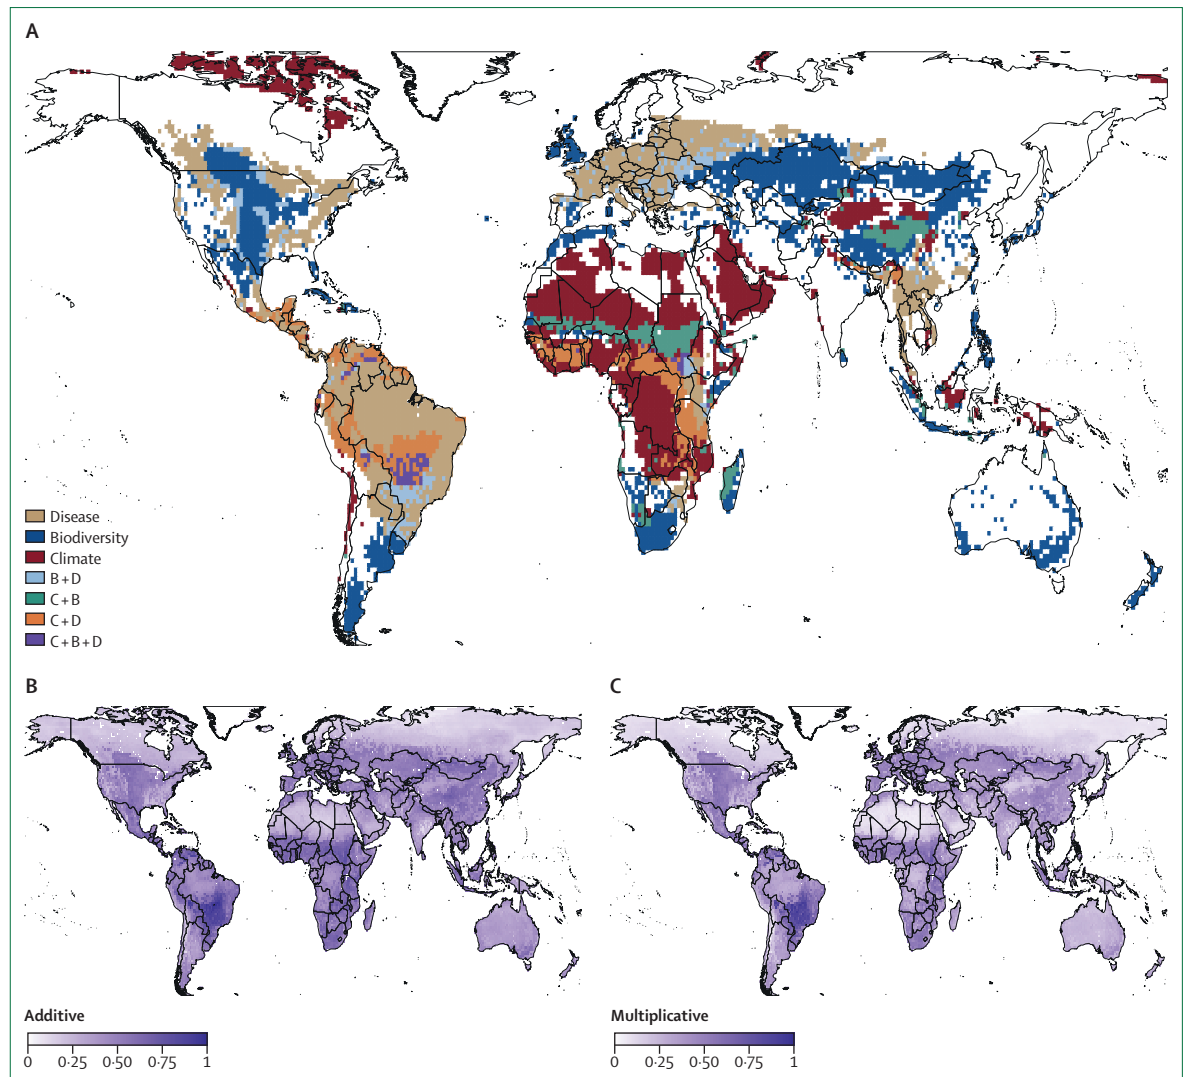 A
Disease
Biodiversity
Climate
B+D
C+B
C+D
C+B+D
B
C
Additive
0 0·25 0·50 0·75 1
Multiplicative
0 0·25 0·50 0·75 1